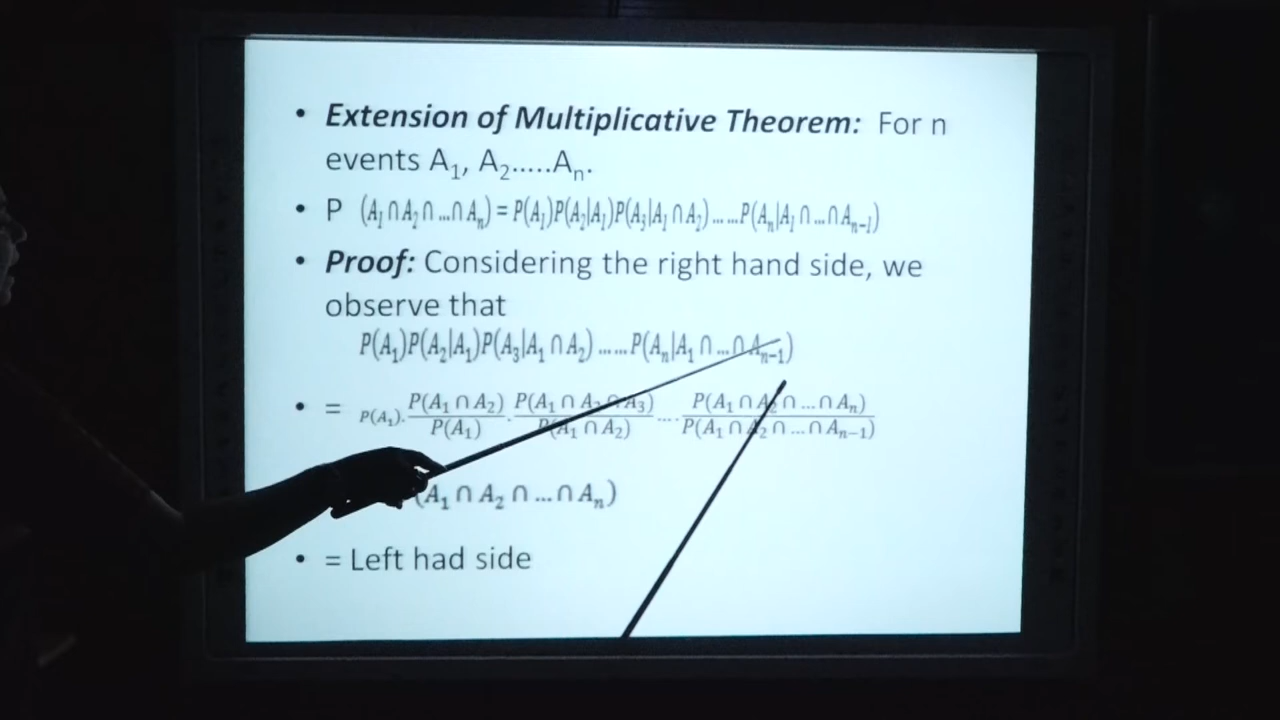 • Extension of Multiplicative Theorem: For n
events A₁, A₂.....Aₙ.
• P (A₁ ∩ A₂ ∩ ... ∩ Aₙ) = P(A₁)P(A₂|A₁)P(A₃|A₁ ∩ A₂) ... ... P(Aₙ|A₁ ∩ ... ∩ Aₙ₋₁)
• Proof: Considering the right hand side, we
observe that
P(A₁)P(A₂|A₁)P(A₃|A₁ ∩ A₂) ... ... P(Aₙ|A₁ ∩ ... ∩ Aₙ₋₁)
• = P(A₁). P(A₁ ∩ A₂)/P(A₁) . P(A₁ ∩ A₂ ∩ A₃)/P(A₁ ∩ A₂) ... P(A₁ ∩ A₂ ∩ ... ∩ Aₙ)/P(A₁ ∩ A₂ ∩ ... ∩ Aₙ₋₁)
(A₁ ∩ A₂ ∩ ... ∩ Aₙ)
• = Left had side